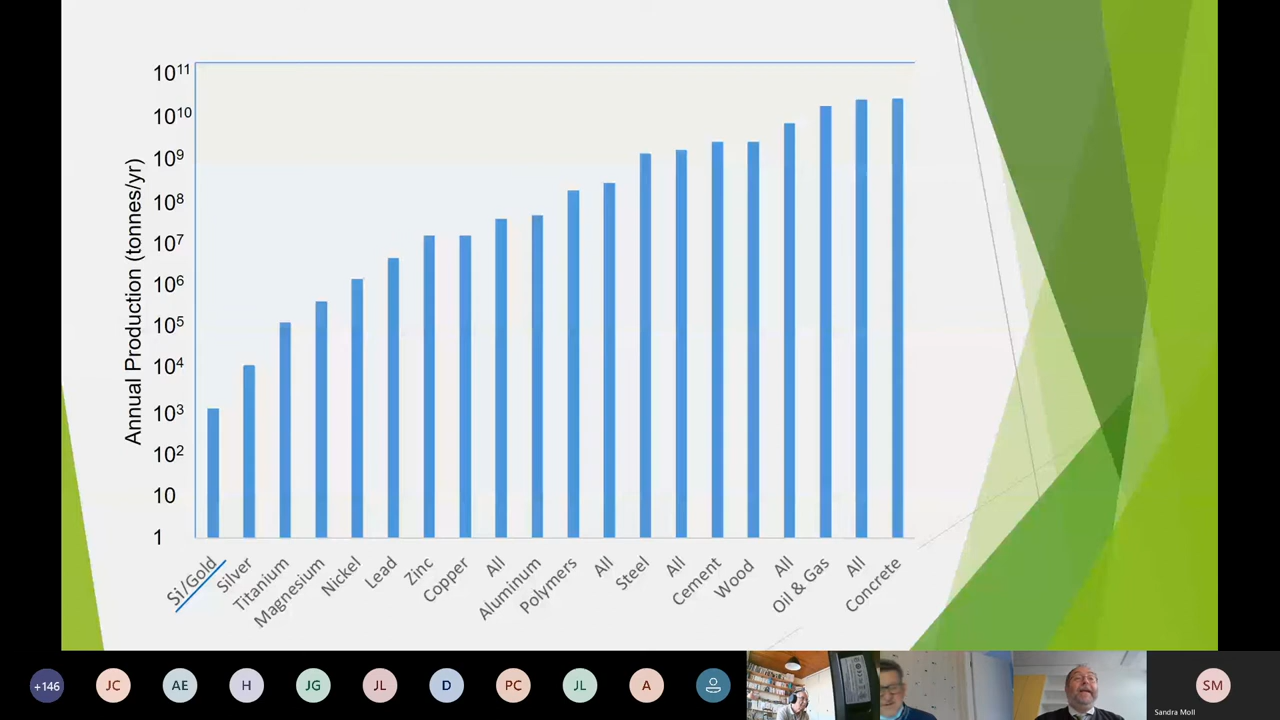 10¹¹
10¹⁰
10⁹
10⁸
10⁷
10⁶
10⁵
10⁴
10³
10²
10
1
Annual Production (tonnes/yr)
Si/Gold
Silver
Titanium
Magnesium
Nickel
Lead
Zinc
Copper
All
Aluminum
Polymers
All
Steel
All
Cement
Wood
All
Oil & Gas
All
Concrete
+146
JC
AE
H
JG
JL
D
PC
JL
A
SM
Sandra Moll